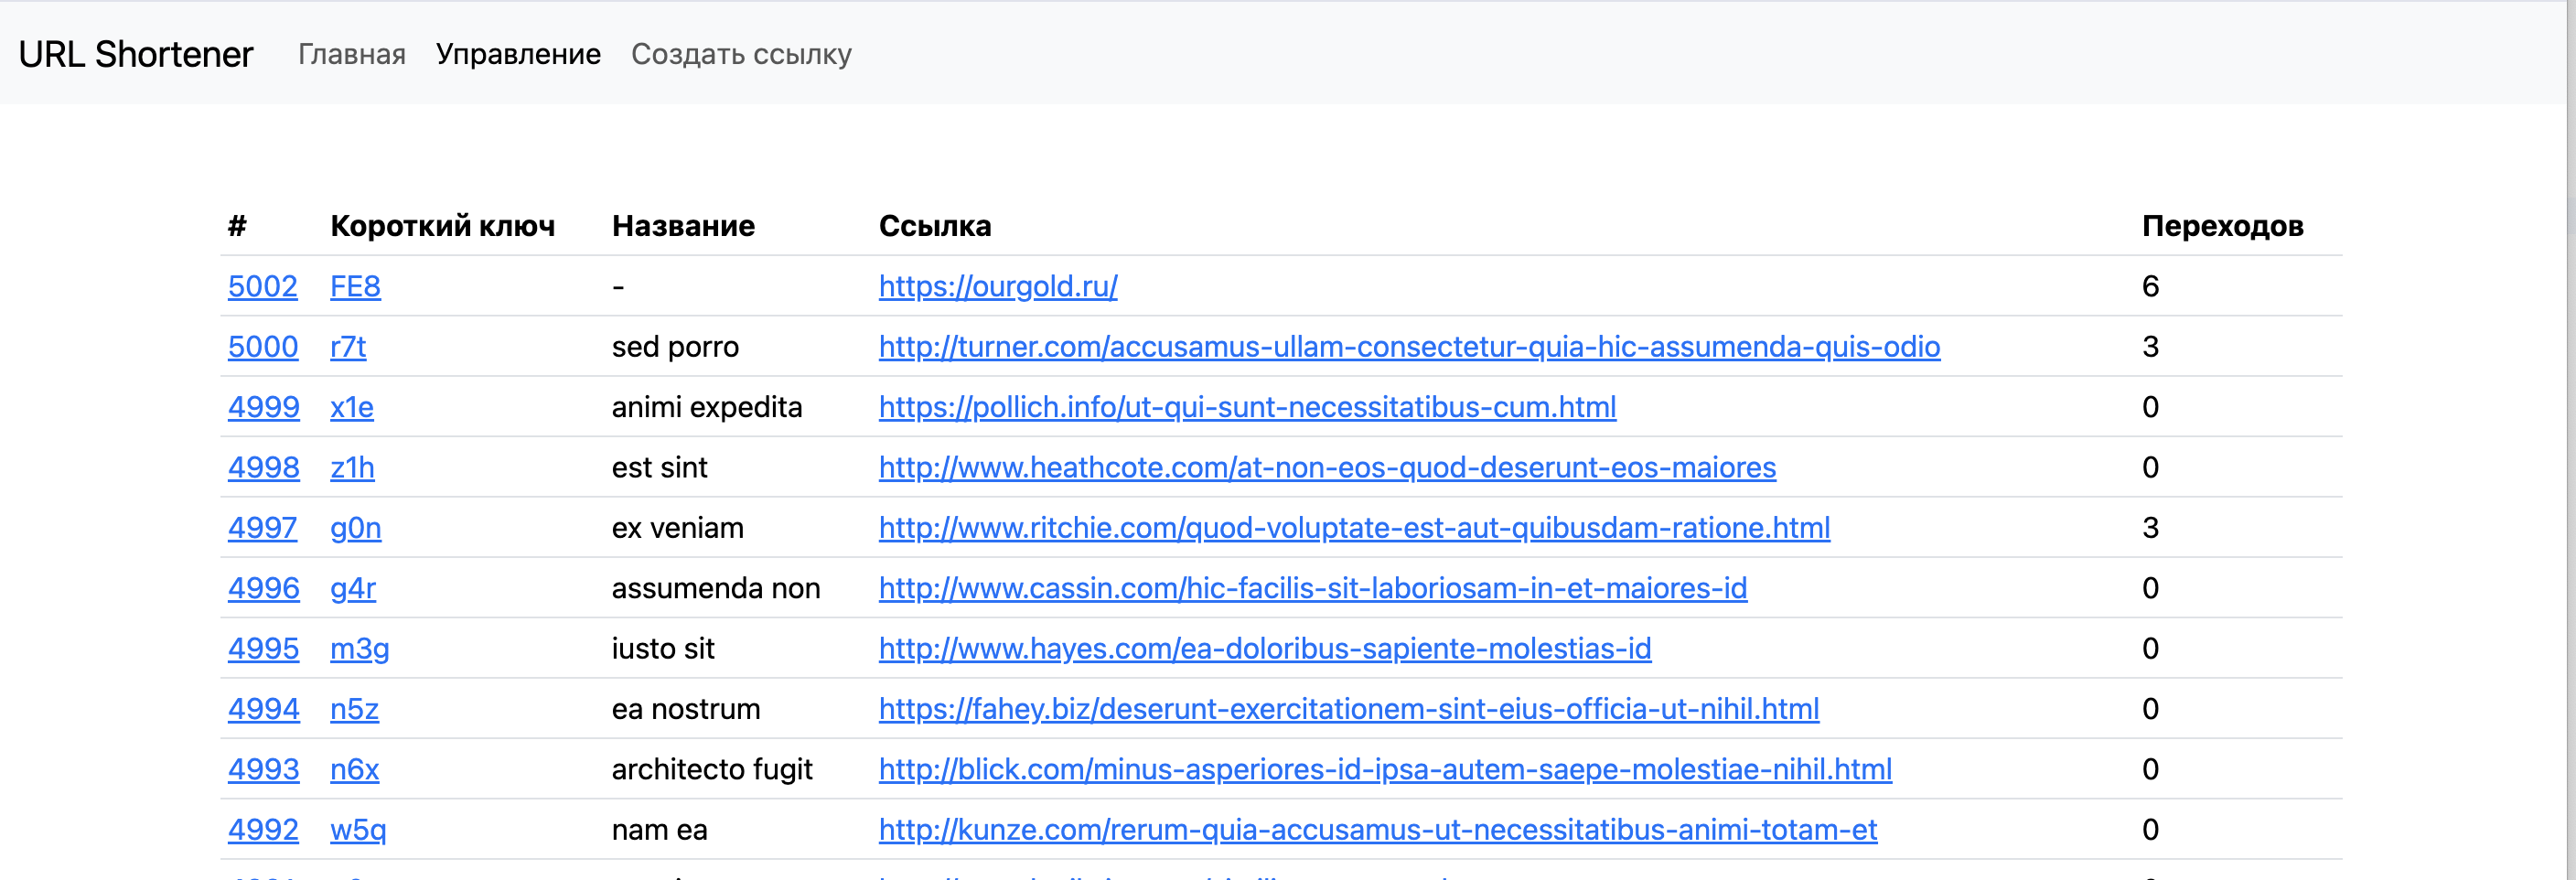 URL Shortener Главная Управление Создать ссылку
# Короткий ключ Название Ссылка Переходов
5002 FE8 - https://ourgold.ru/ 6
5000 r7t sed porro http://turner.com/accusamus-ullam-consectetur-quia-hic-assumenda-quis-odio 3
4999 x1e animi expedita https://pollich.info/ut-qui-sunt-necessitatibus-cum.html 0
4998 z1h est sint http://www.heathcote.com/at-non-eos-quod-deserunt-eos-maiores 0
4997 g0n ex veniam http://www.ritchie.com/quod-voluptate-est-aut-quibusdam-ratione.html 3
4996 g4r assumenda non http://www.cassin.com/hic-facilis-sit-laboriosam-in-et-maiores-id 0
4995 m3g iusto sit http://www.hayes.com/ea-doloribus-sapiente-molestias-id 0
4994 n5z ea nostrum https://fahey.biz/deserunt-exercitationem-sint-eius-officia-ut-nihil.html 0
4993 n6x architecto fugit http://blick.com/minus-asperiores-id-ipsa-autem-saepe-molestiae-nihil.html 0
4992 w5q nam ea http://kunze.com/rerum-quia-accusamus-ut-necessitatibus-animi-totam-et 0